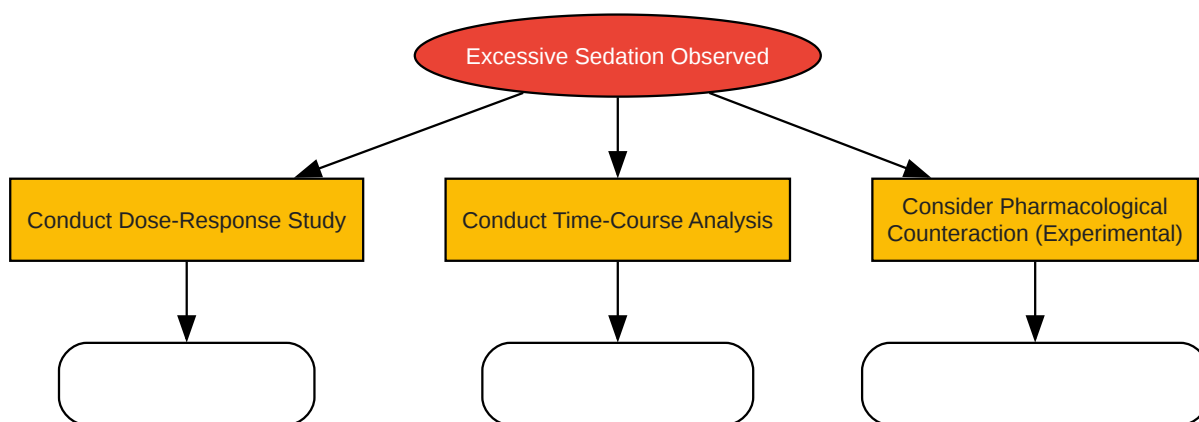 Excessive Sedation Observed
Conduct Dose-Response Study
Conduct Time-Course Analysis
Consider Pharmacological
Counteraction (Experimental)